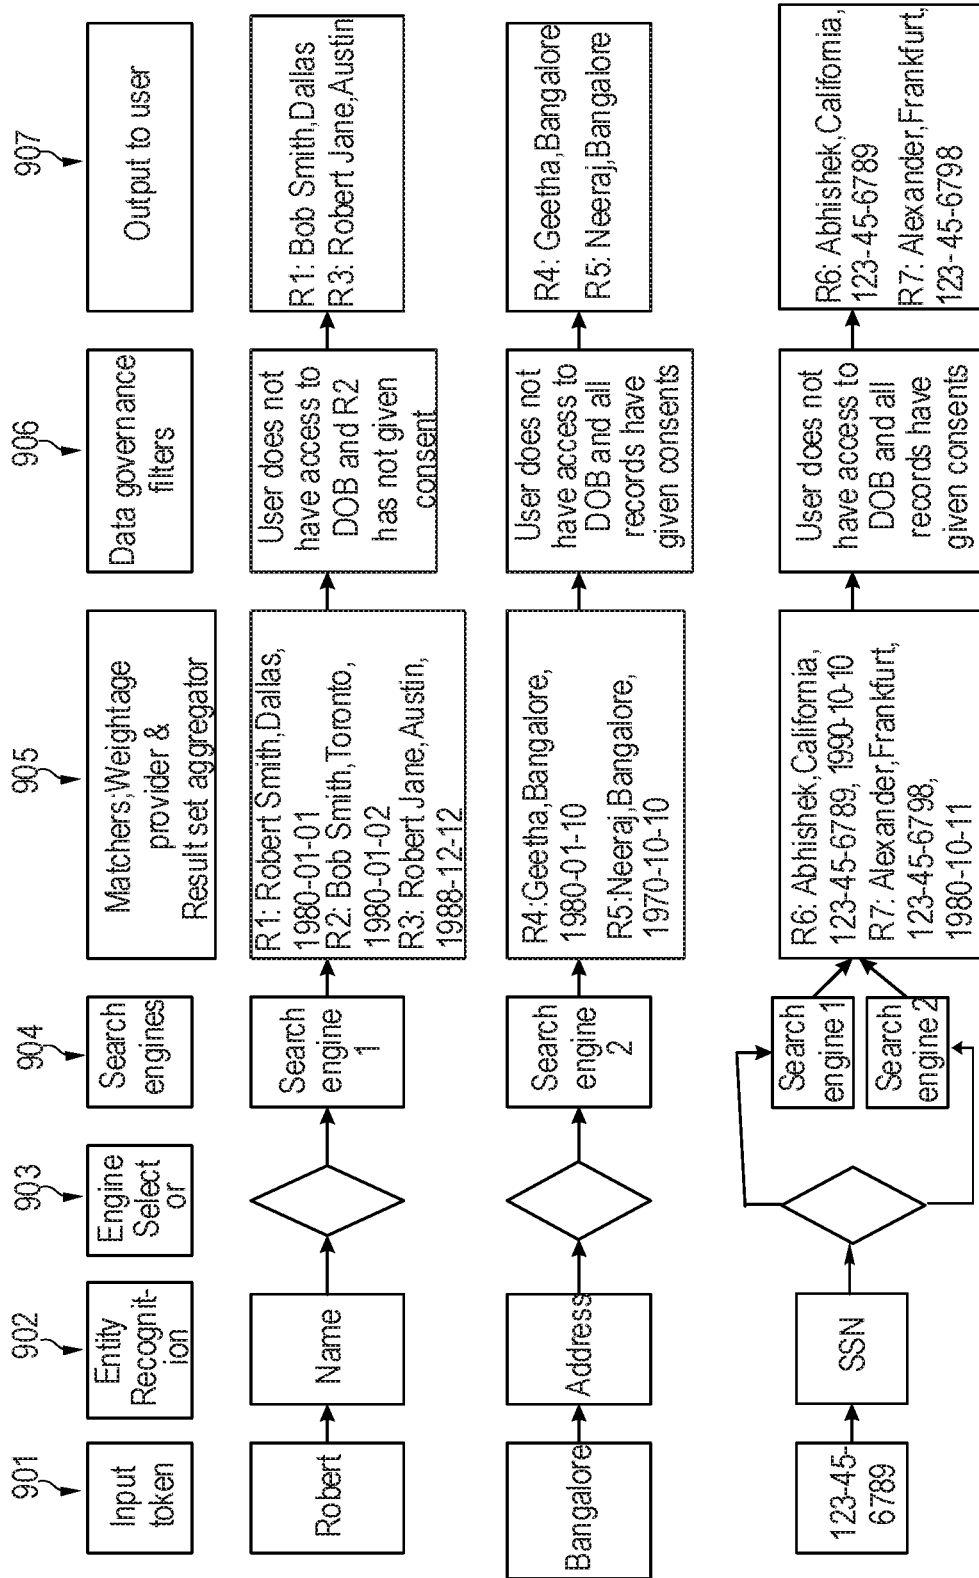 901
902
903
904
905
906
907
Input
token
Entity
Recognit-
ion
Engine
Select
or
Search
engines
Matchers;Weightage
provider &
Result set aggregator
Data governance
filters
Output to user
Robert
Name
Search
engine
1
R1: Robert Smith,Dallas,
1980-01-01
R2: Bob Smith,Toronto,
1980-01-02
R3: Robert Jane,Austin,
1988-12-12
User does not
have access to
DOB and R2
has not given
consent
R1: Bob Smith,Dallas
R3: Robert Jane,Austin
Bangalore
Address
Search
engine
2
R4:Geetha,Bangalore,
1980-01-10
R5:Neeraj,Bangalore,
1970-10-10
User does not
have access to
DOB and all
records have
given consents
R4: Geetha,Bangalore
R5: Neeraj,Bangalore
123-45-
6789
SSN
Search
engine 1
Search
engine 2
R6: Abhishek,California,
123-45-6789, 1990-10-10
R7: Alexander,Frankfurt,
123-45-6798,
1980-10-11
User does not
have access to
DOB and all
records have
given consents
R6: Abhishek,California,
123-45-6789
R7: Alexander,Frankfurt,
123-45-6798